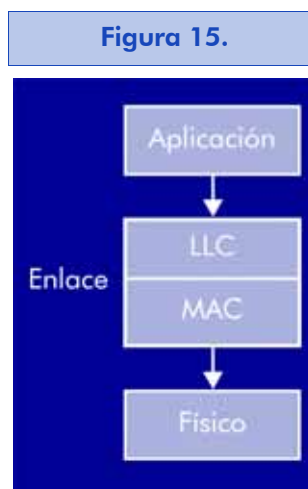 Figura 15.
Aplicación
LLC
Enlace
MAC
Físico